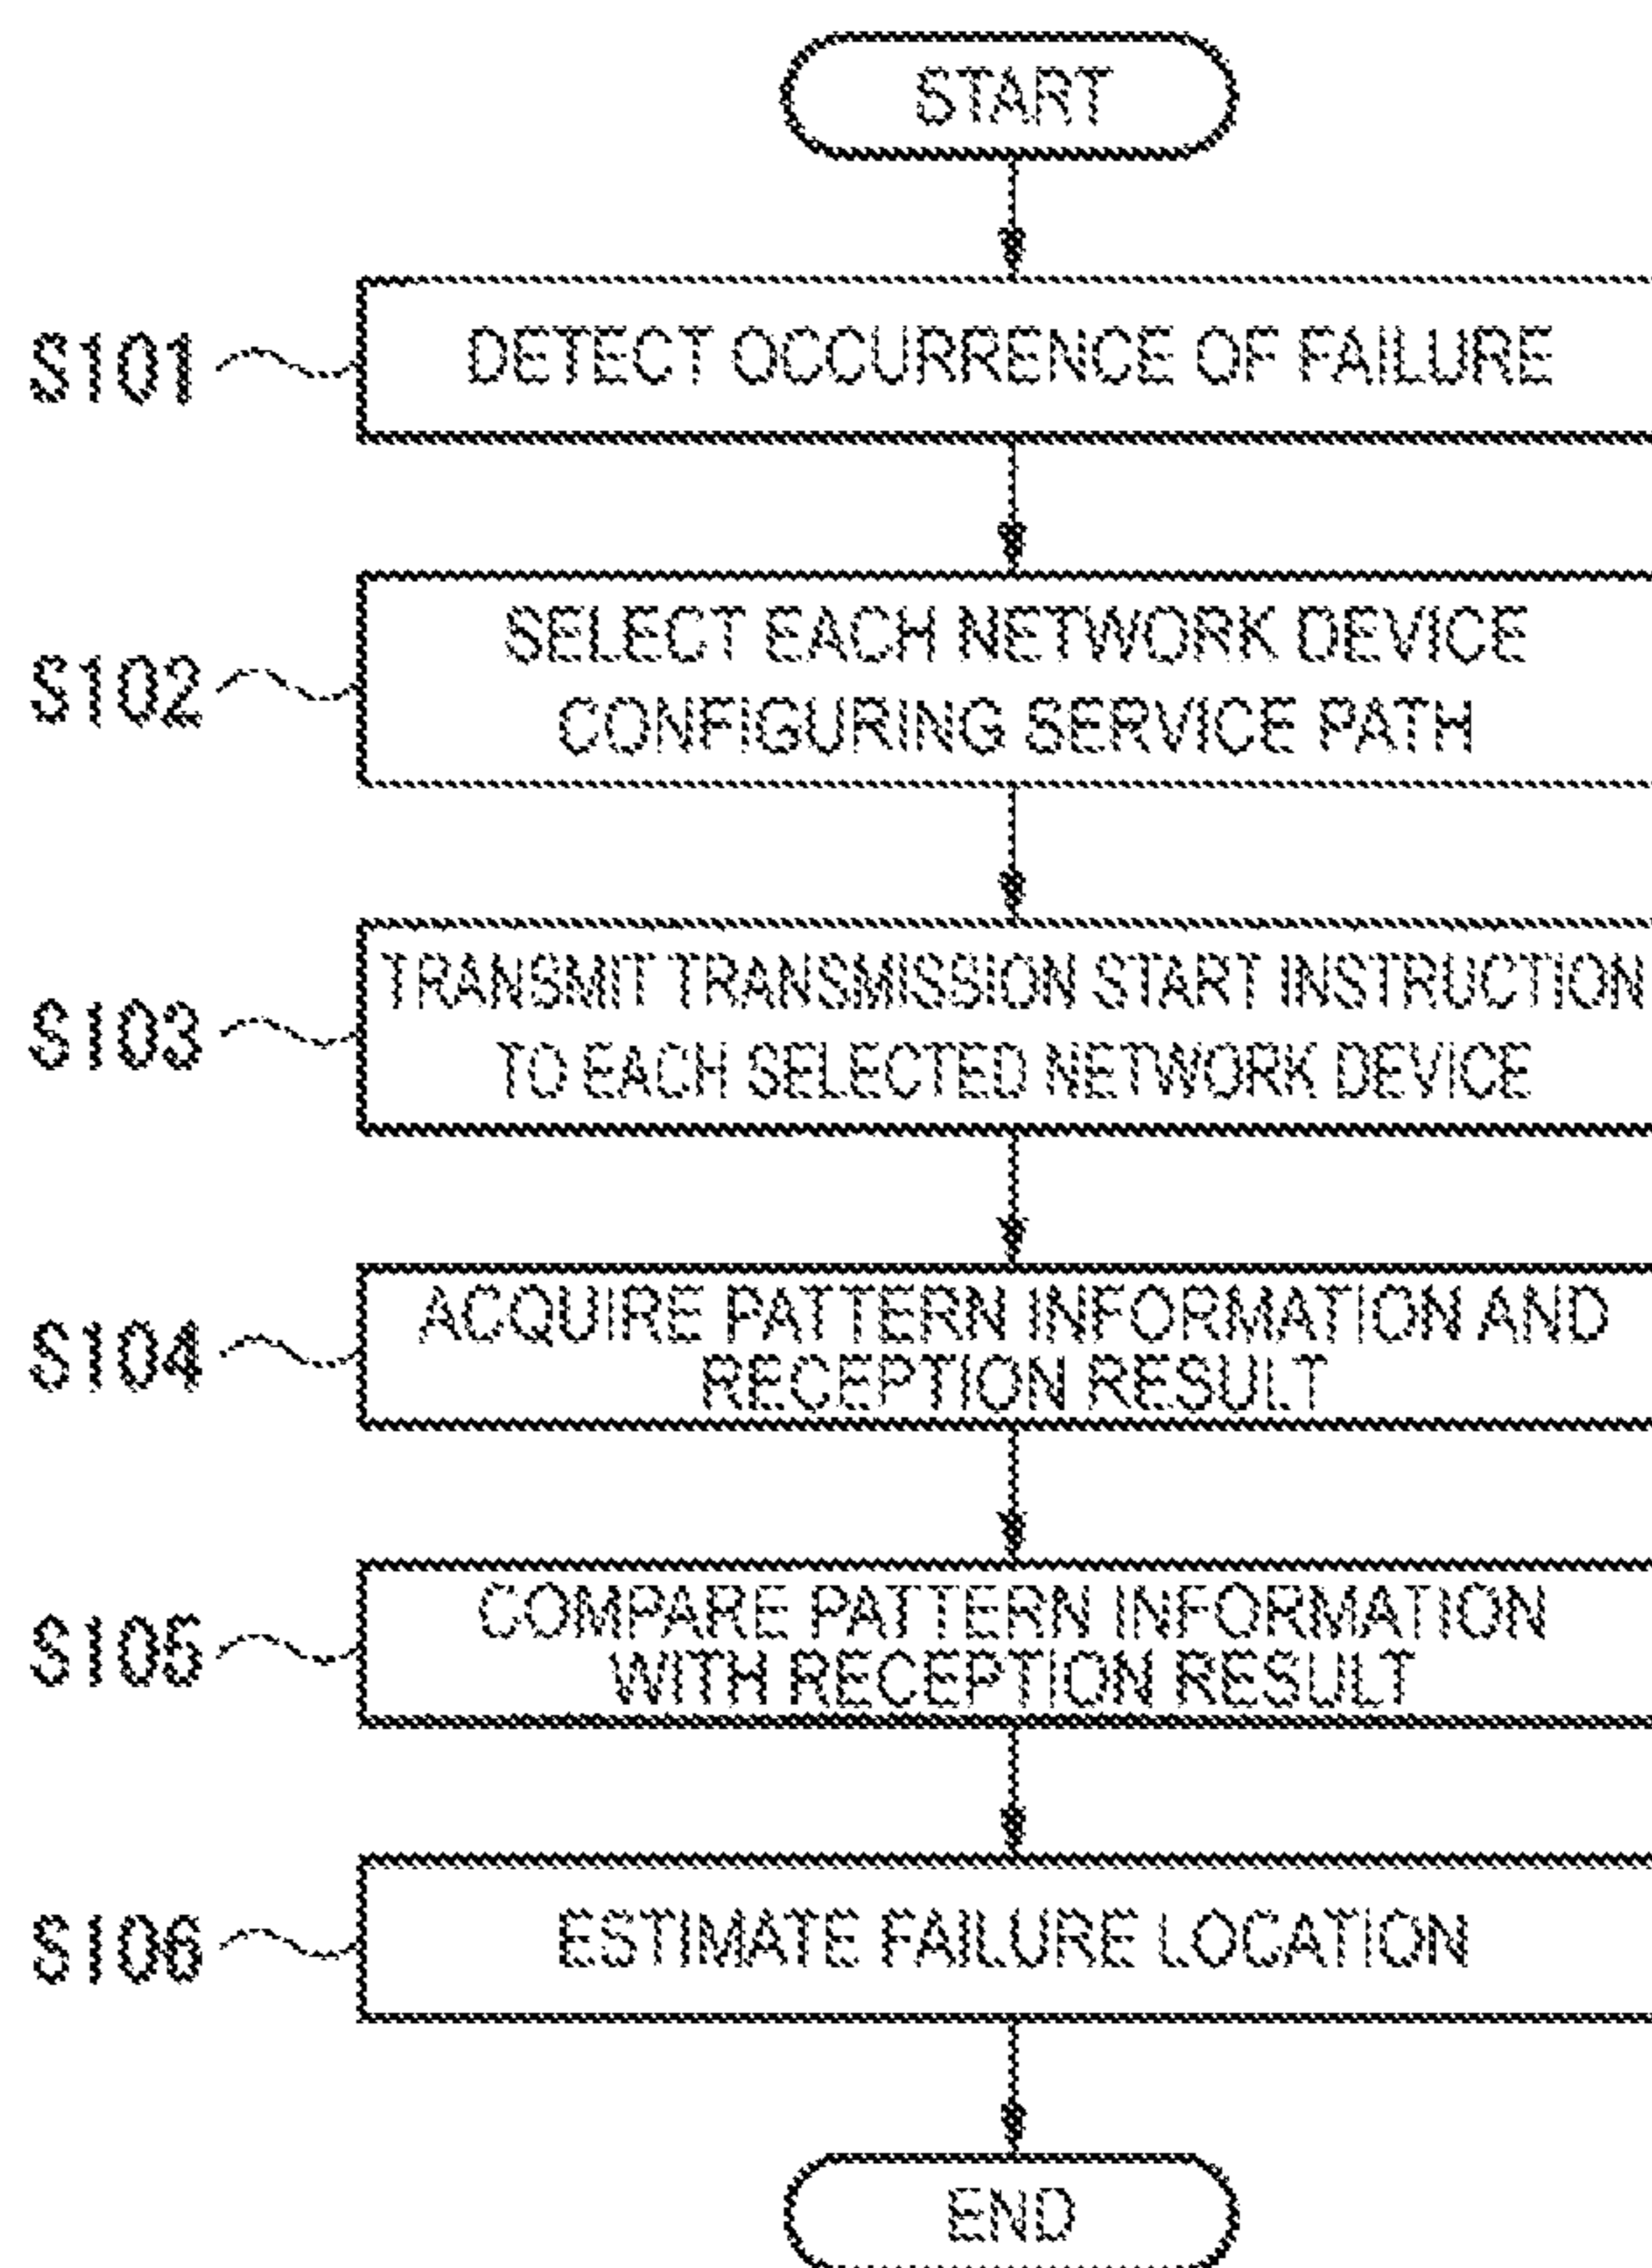 START
S101
DETECT OCCURRENCE OF FAILURE
S102
SELECT EACH NETWORK DEVICE
CONFIGURING SERVICE PATH
S103
TRANSMIT TRANSMISSION START INSTRUCTION
TO EACH SELECTED NETWORK DEVICE
S104
ACQUIRE PATTERN INFORMATION AND
RECEPTION RESULT
S105
COMPARE PATTERN INFORMATION
WITH RECEPTION RESULT
S106
ESTIMATE FAILURE LOCATION
END